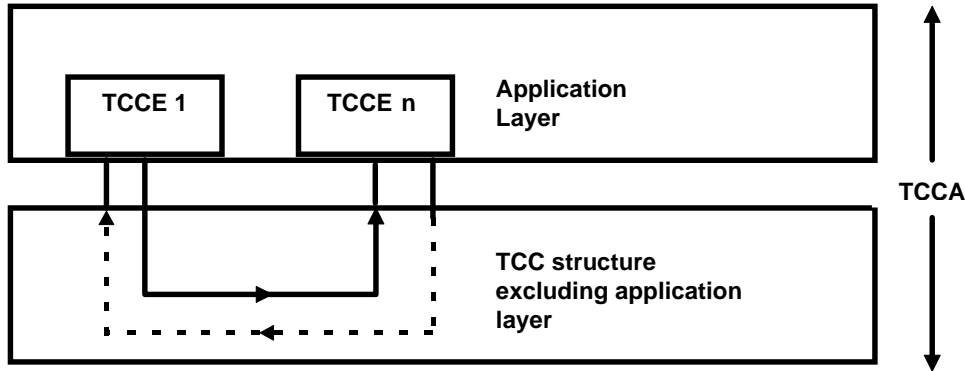 TCCE 1
TCCE n
Application
Layer
TCCA
TCC structure
excluding application
layer